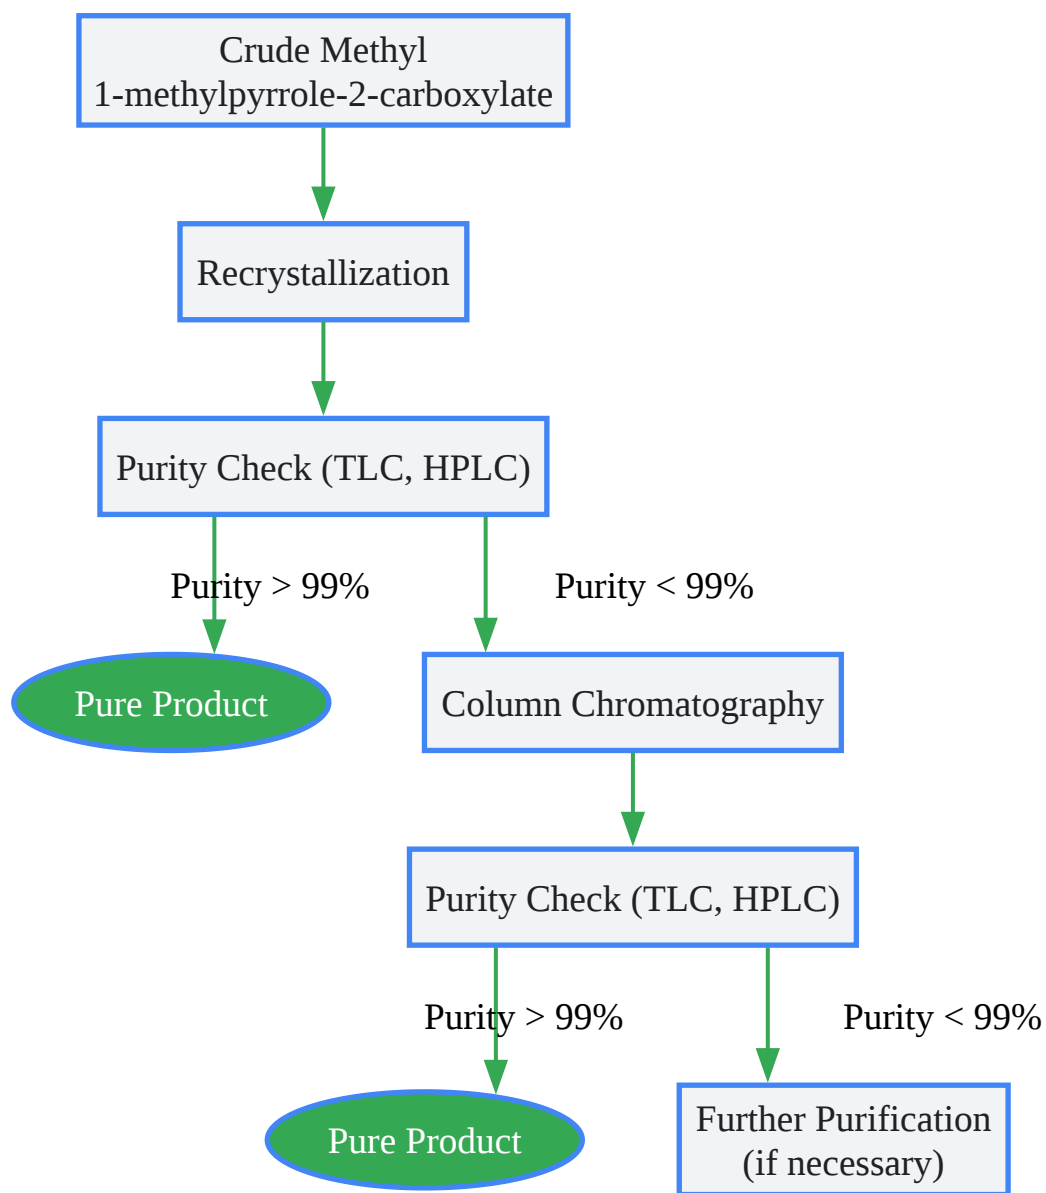 Crude Methyl
1-methylpyrrole-2-carboxylate
Recrystallization
Purity Check (TLC, HPLC)
Purity > 99%
Purity < 99%
Pure Product
Column Chromatography
Purity Check (TLC, HPLC)
Purity > 99%
Purity < 99%
Pure Product
Further Purification
(if necessary)